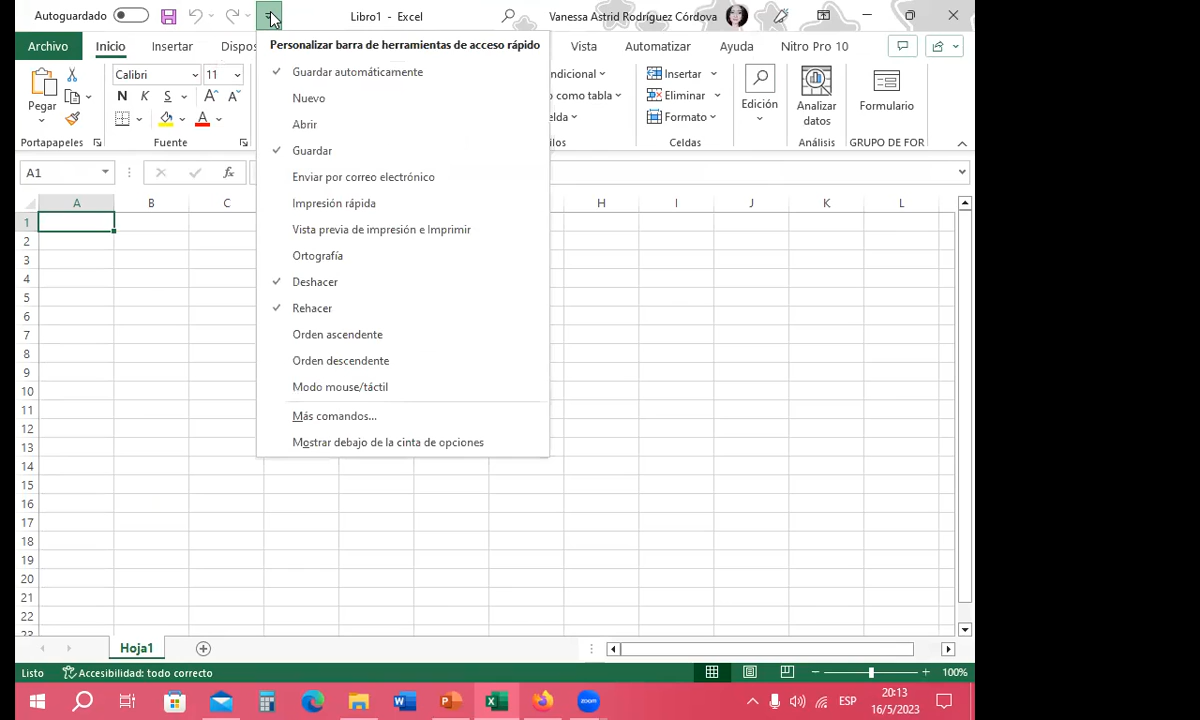 Autoguardado
Libro1 - Excel
Vanessa Astrid Rodríguez Córdova
Archivo
Inicio
Insertar
Dispos
Vista
Automatizar
Ayuda
Nitro Pro 10
Personalizar barra de herramientas de acceso rápido
Guardar automáticamente
Nuevo
Abrir
Guardar
Enviar por correo electrónico
Impresión rápida
Vista previa de impresión e Imprimir
Ortografía
Deshacer
Rehacer
Orden ascendente
Orden descendente
Modo mouse/táctil
Más comandos...
Mostrar debajo de la cinta de opciones
Pegar
Portapapeles
Calibri
11
N K S A A
A
Fuente
ndicional
o como tabla
elda
ilos
Insertar
Eliminar
Formato
Celdas
Edición
Analizar
datos
Análisis
Formulario
GRUPO DE FOR
A1
fx
A B C H I J K L
1
2
3
4
5
6
7
8
9
10
11
12
13
14
15
16
17
18
19
20
21
22
23
Hoja1
Listo
Accesibilidad: todo correcto
100%
W
P
X
zoom
ESP
20:13
16/5/2023